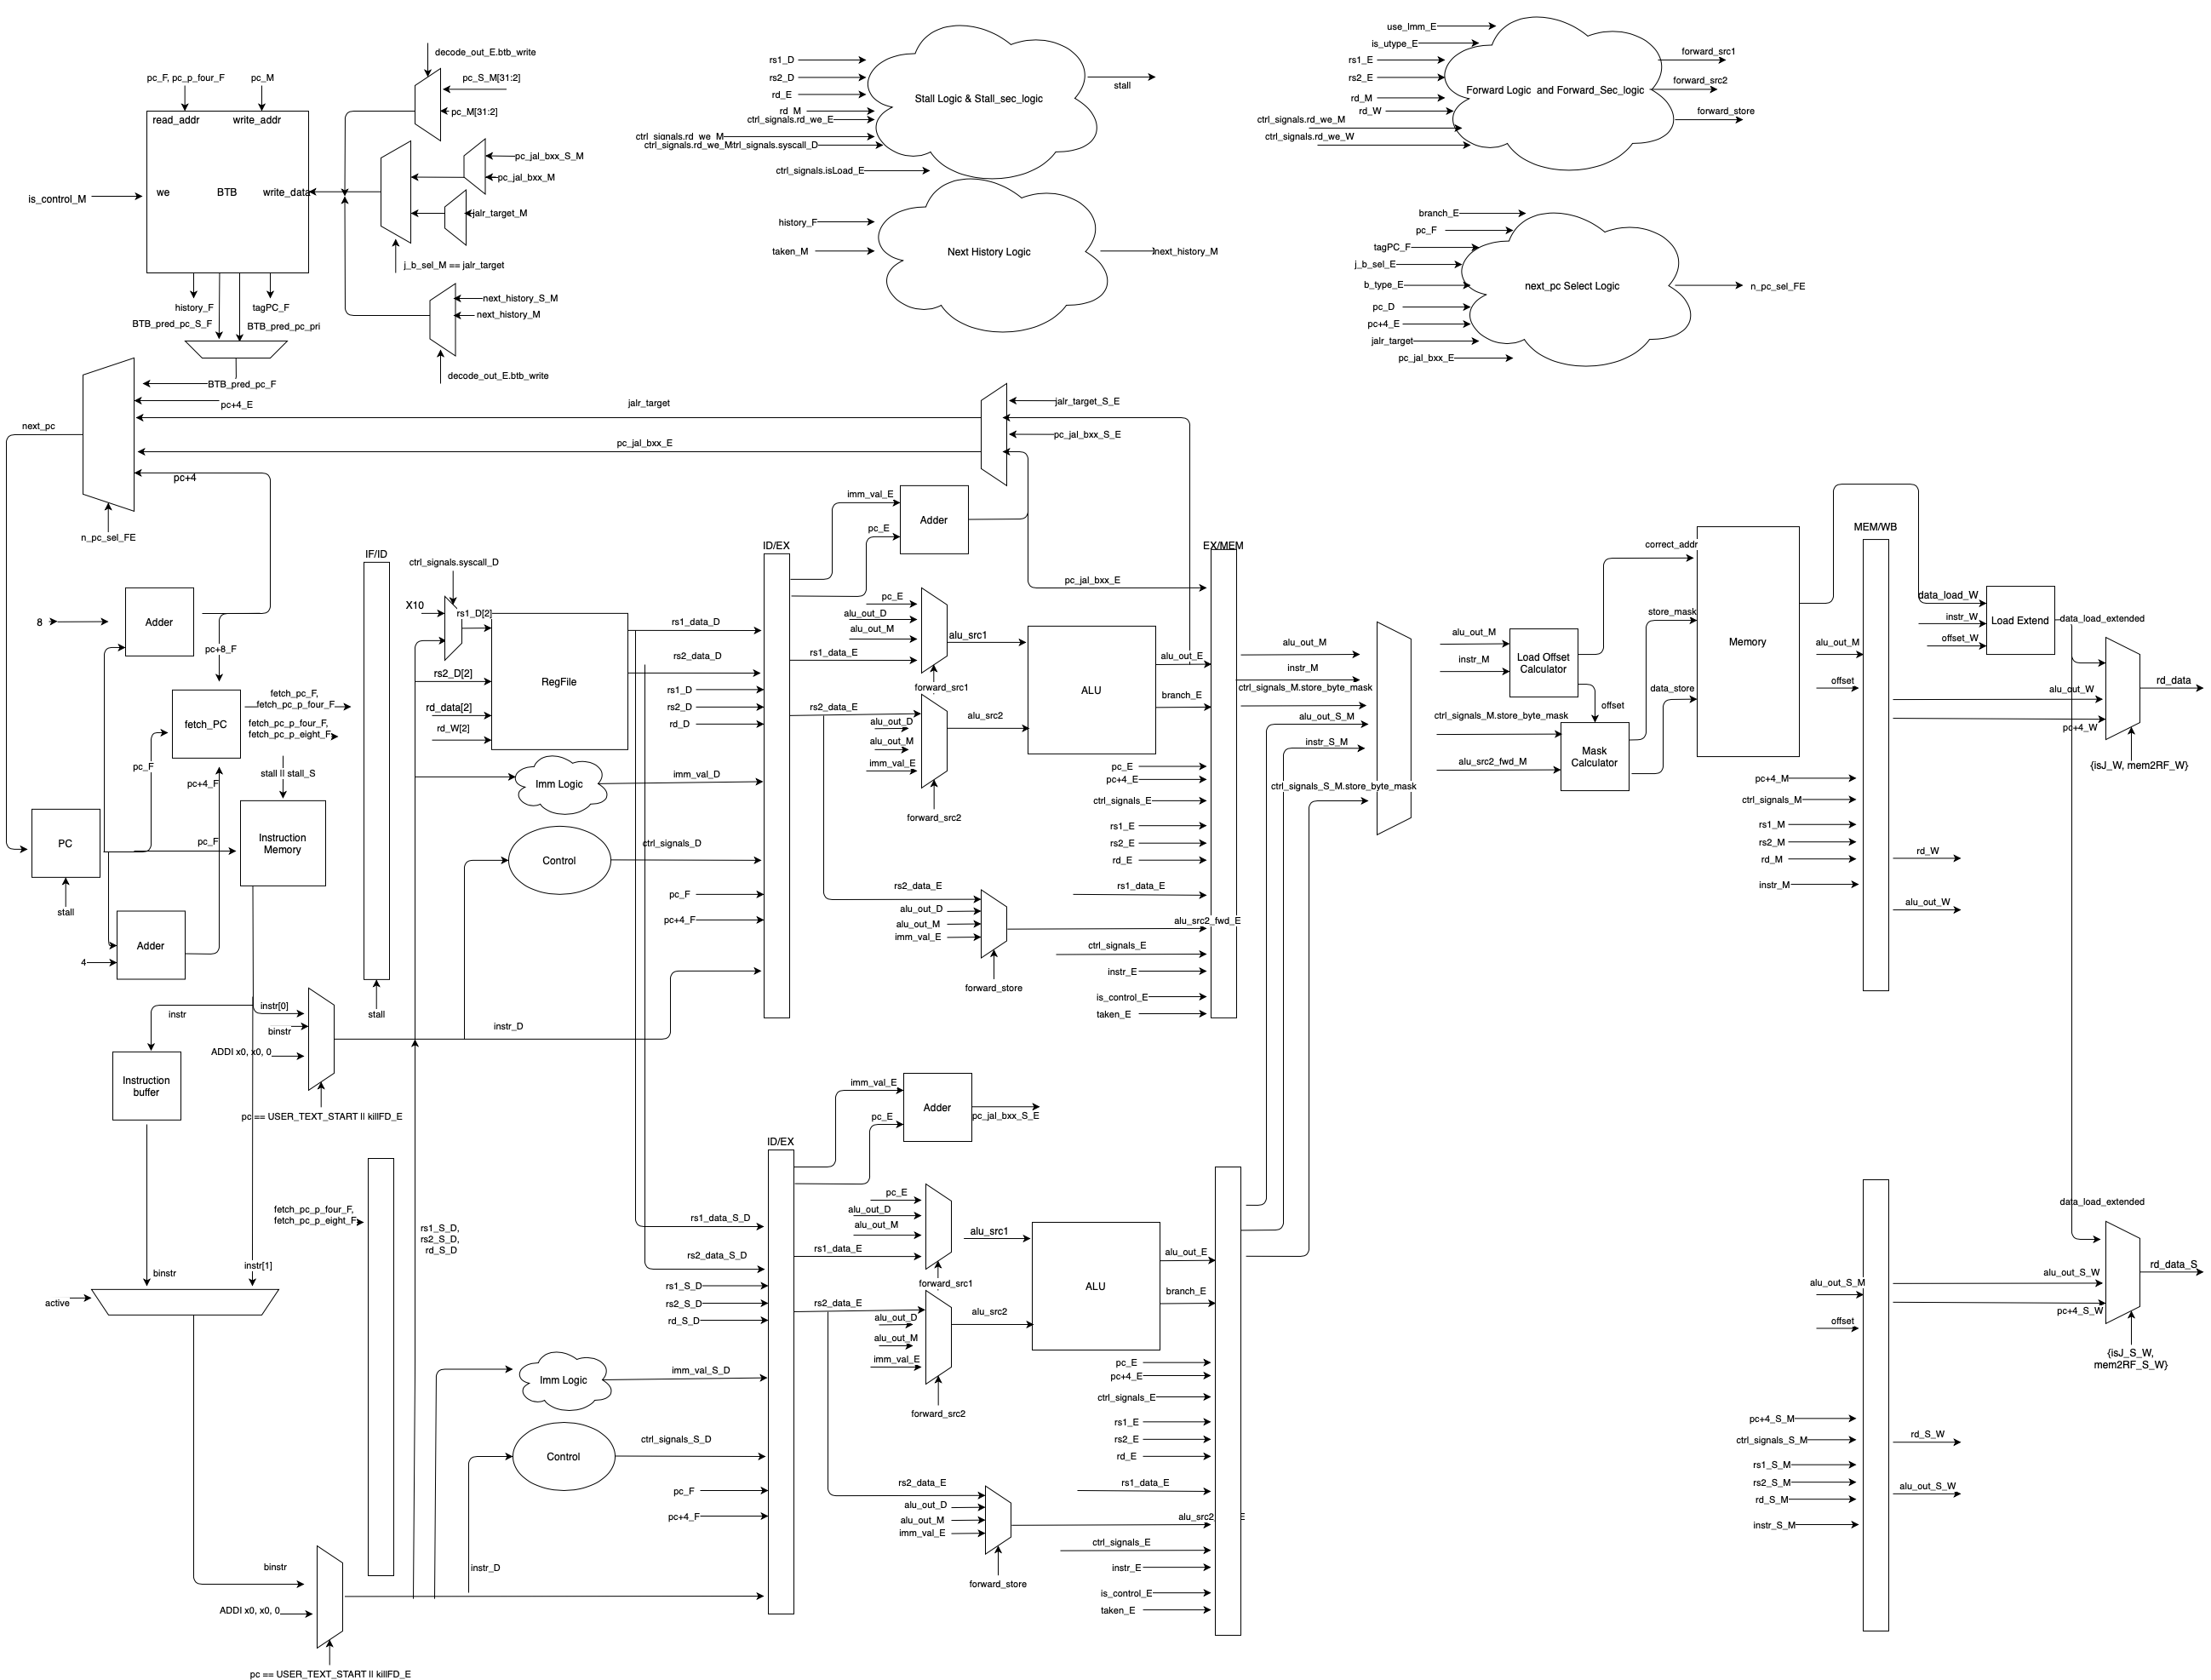 decode_out_E.btb_write
pc_F, pc_p_four_F
pc_M
pc_S_M[31:2]
pc_M[31:2]
read_addr
write_addr
we
BTB
write_data
is_control_M
pc_jal_bxx_S_M
pc_jal_bxx_M
jalr_target_M
j_b_sel_M == jalr_target
history_F
tagPC_F
BTB_pred_pc_S_F
BTB_pred_pc_pri
next_history_S_M
next_history_M
decode_out_E.btb_write
BTB_pred_pc_F
pc+4_E
next_pc
pc+4
n_pc_sel_FE
rs1_D
rs2_D
rd_E
rd_M
ctrl_signals.rd_we_E
ctrl_signals.rd_we_M
ctrl_signals.rd_we_Mtrl_signals.syscall_D
ctrl_signals.isLoad_E
Stall Logic & Stall_sec_logic
stall
history_F
taken_M
Next History Logic
next_history_M
use_Imm_E
is_utype_E
rs1_E
rs2_E
rd_M
rd_W
ctrl_signals.rd_we_M
ctrl_signals.rd_we_W
Forward Logic and Forward_Sec_logic
forward_src1
forward_src2
forward_store
branch_E
pc_F
tagPC_F
j_b_sel_E
b_type_E
pc_D
pc+4_E
jalr_target
pc_jal_bxx_E
next_pc Select Logic
n_pc_sel_FE
jalr_target
jalr_target_S_E
pc_jal_bxx_E
pc_jal_bxx_S_E
8
Adder
pc+8_F
fetch_PC
fetch_pc_F,
fetch_pc_p_four_F
fetch_pc_p_four_F,
fetch_pc_p_eight_F
stall || stall_S
pc_F
pc+4_F
PC
stall
pc_F
Instruction
Memory
4
Adder
IF/ID
stall
ctrl_signals.syscall_D
X10
rs1_D[2]
rs2_D[2]
rd_data[2]
rd_W[2]
RegFile
Imm Logic
Control
rs1_data_D
rs2_data_D
rs1_D
rs2_D
rd_D
imm_val_D
ctrl_signals_D
pc_F
pc+4_F
instr_D
instr
instr[0]
binstr
ADDI x0, x0, 0
pc == USER_TEXT_START || killFD_E
Instruction
buffer
ID/EX
imm_val_E
pc_E
Adder
pc_E
alu_out_D
alu_out_M
rs1_data_E
alu_src1
forward_src1
rs2_data_E
alu_out_D
alu_out_M
imm_val_E
alu_src2
forward_src2
ALU
rs2_data_E
alu_out_D
alu_out_M
imm_val_E
forward_store
EX/MEM
pc_jal_bxx_E
alu_out_E
branch_E
pc_E
pc+4_E
ctrl_signals_E
rs1_E
rs2_E
rd_E
rs1_data_E
alu_src2_fwd_E
ctrl_signals_E
instr_E
is_control_E
taken_E
alu_out_M
instr_M
ctrl_signals_M.store_byte_mask
alu_out_S_M
instr_S_M
ctrl_signals_S_M.store_byte_mask
alu_out_M
instr_M
Load Offset
Calculator
offset
ctrl_signals_M.store_byte_mask
alu_src2_fwd_M
Mask
Calculator
correct_addr
store_mask
data_store
Memory
MEM/WB
alu_out_M
offset
pc+4_M
ctrl_signals_M
rs1_M
rs2_M
rd_M
instr_M
data_load_W
instr_W
offset_W
Load Extend
data_load_extended
alu_out_W
pc+4_W
rd_data
{isJ_W, mem2RF_W}
rd_W
alu_out_W
active
binstr
instr[1]
fetch_pc_p_four_F,
fetch_pc_p_eight_F
rs1_S_D,
rs2_S_D,
rd_S_D
binstr
ADDI x0, x0, 0
pc == USER_TEXT_START || killFD_E
instr_D
Imm Logic
Control
rs1_data_S_D
rs2_data_S_D
rs1_S_D
rs2_S_D
rd_S_D
imm_val_S_D
ctrl_signals_S_D
pc_F
pc+4_F
ID/EX
imm_val_E
pc_E
Adder
pc_jal_bxx_S_E
pc_E
alu_out_D
alu_out_M
rs1_data_E
alu_src1
forward_src1
rs2_data_E
alu_out_D
alu_out_M
imm_val_E
alu_src2
forward_src2
ALU
alu_out_E
branch_E
pc_E
pc+4_E
ctrl_signals_E
rs1_E
rs2_E
rd_E
rs2_data_E
alu_out_D
alu_out_M
imm_val_E
forward_store
rs1_data_E
alu_src2 E
ctrl_signals_E
instr_E
is_control_E
taken_E
alu_out_S_M
offset
pc+4_S_M
ctrl_signals_S_M
rs1_S_M
rs2_S_M
rd_S_M
instr_S_M
data_load_extended
alu_out_S_W
pc+4_S_W
rd_data_S
{isJ_S_W,
mem2RF_S_W}
rd_S_W
alu_out_S_W